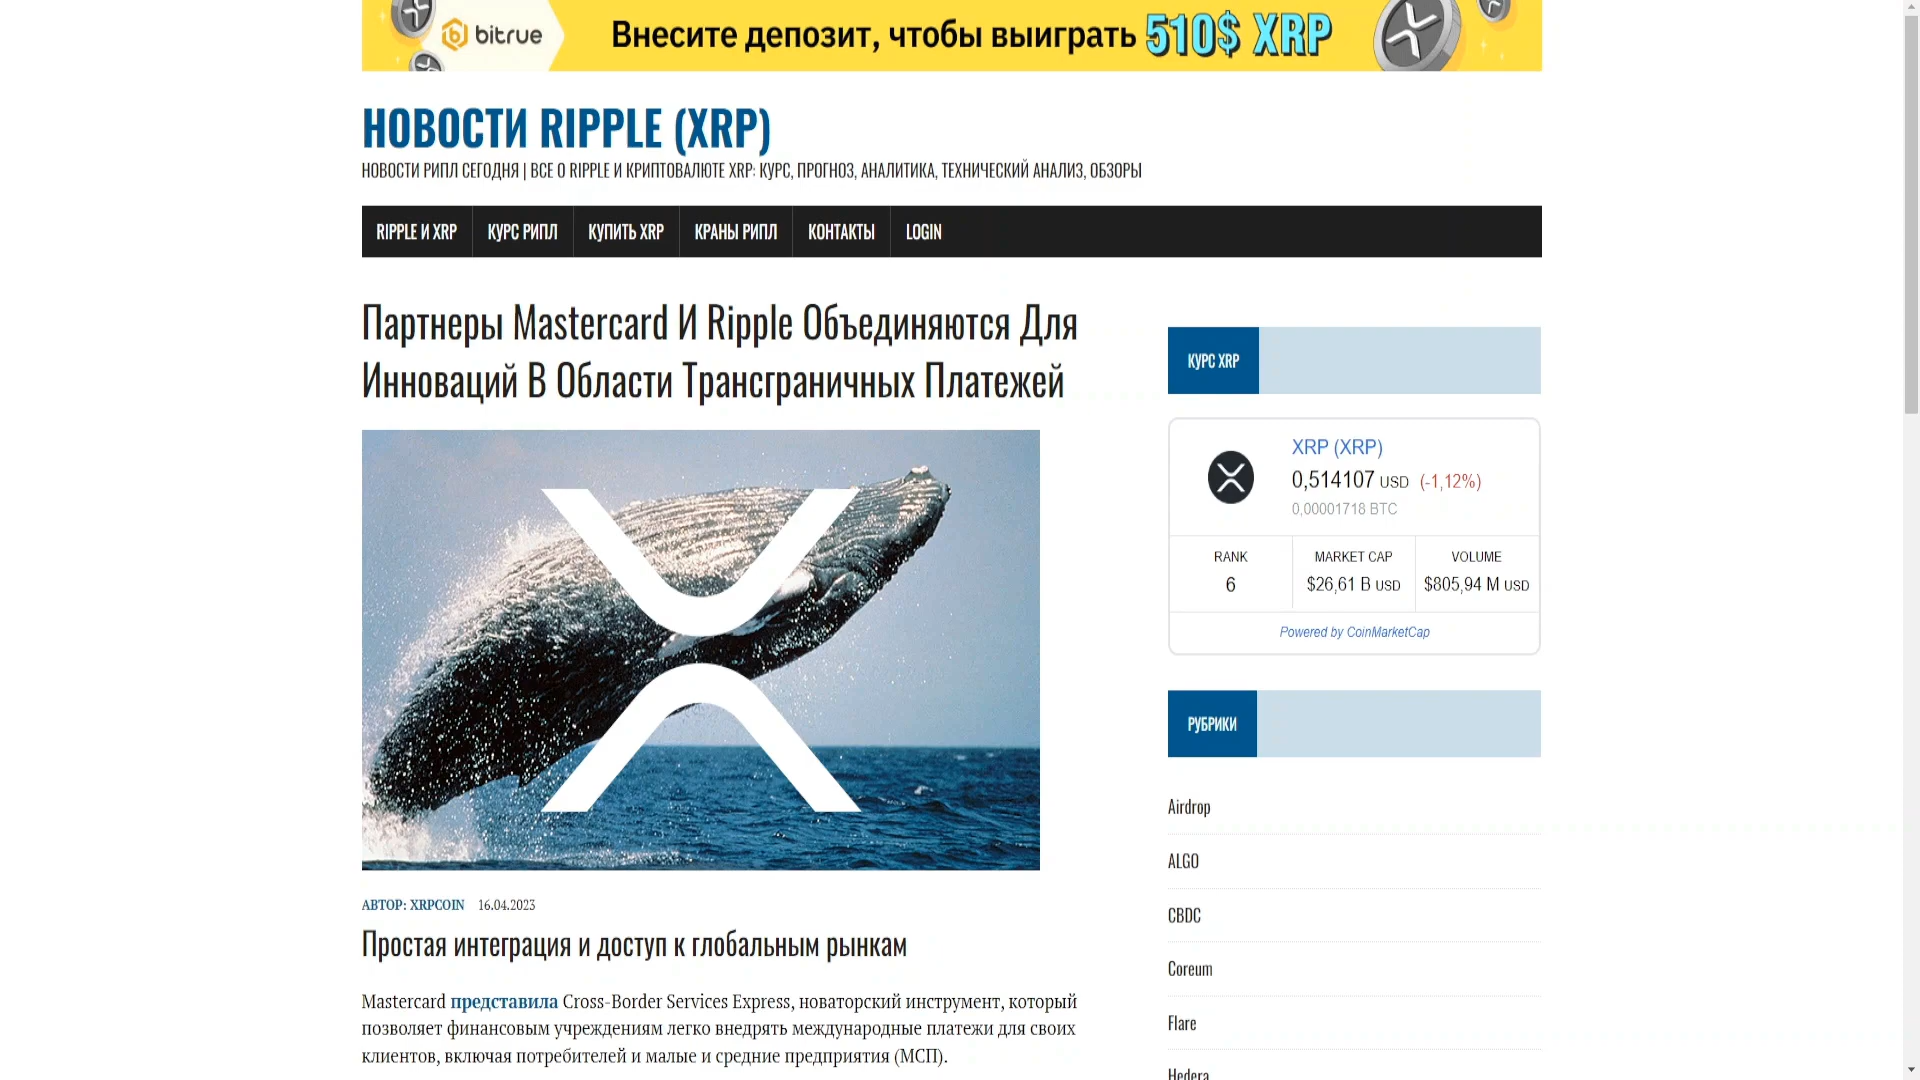 bitrue
Внесите депозит, чтобы выиграть 510$ XRP
НОВОСТИ RIPPLE (XRP)
НОВОСТИ РИПЛ СЕГОДНЯ | ВСЕ О RIPPLE И КРИПТОВАЛЮТЕ XRP: КУРС, ПРОГНОЗ, АНАЛИТИКА, ТЕХНИЧЕСКИЙ АНАЛИЗ, ОБЗОРЫ
RIPPLE И XRP
КУРС РИПЛ
КУПИТЬ XRP
КРАНЫ РИПЛ
КОНТАКТЫ
LOGIN
Партнеры Mastercard И Ripple Объединяются Для
Инноваций В Области Трансграничных Платежей
АВТОР: XRPCOIN 16.04.2023
Простая интеграция и доступ к глобальным рынкам
Mastercard представила Cross-Border Services Express, новаторский инструмент, который
позволяет финансовым учреждениям легко внедрять международные платежи для своих
клиентов, включая потребителей и малые и средние предприятия (МСП).
КУРС XRP
XRP (XRP)
0,514107 USD (-1,12%)
0,00001718 BTC
RANK
6
MARKET CAP
$26,61 B USD
VOLUME
$805,94 M USD
Powered by CoinMarketCap
РУБРИКИ
Airdrop
ALGO
CBDC
Coreum
Flare
Hedera